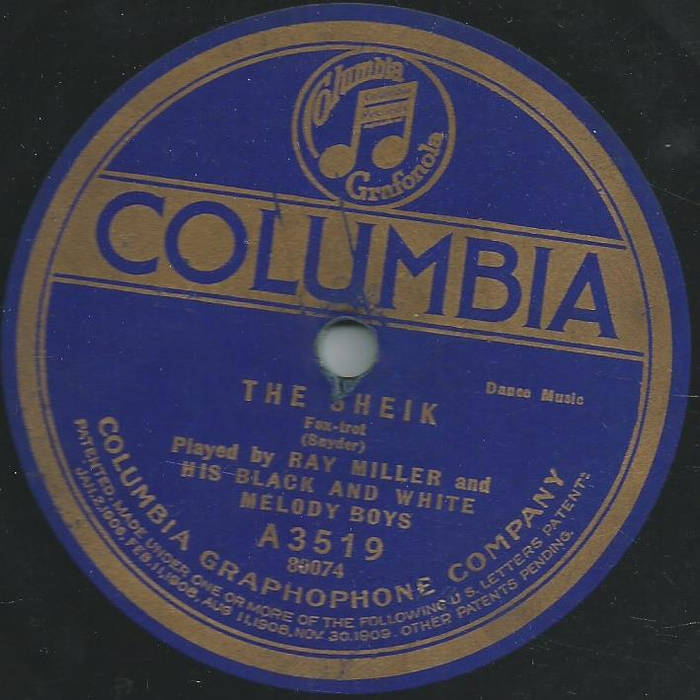 Columbia
Grafonola
COLUMBIA
THE SHEIK
Dance Music
Fox-trot
(Snyder)
Played by RAY MILLER and
HIS BLACK AND WHITE
MELODY BOYS
A3519
80074
COLUMBIA GRAPHOPHONE COMPANY
PATENTED, MADE UNDER ONE OR MORE OF THE FOLLOWING U.S. LETTERS PATENT:
JAN.2,1906, FEB.11,1908, AUG 11,1908, NOV.30.1909. OTHER PATENTS PENDING.